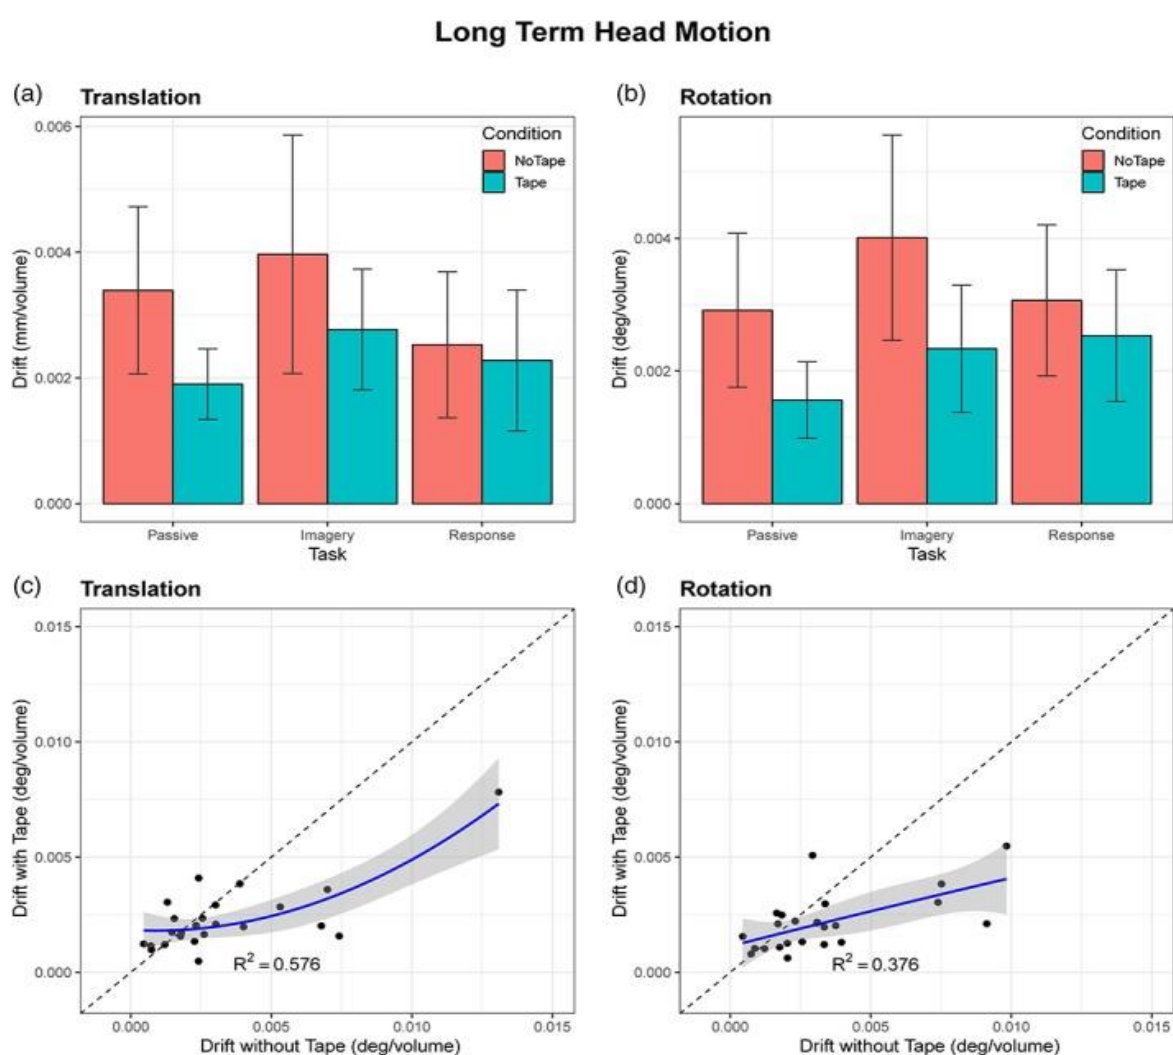 Long Term Head Motion
(a) Translation
0.006
0.004
0.002
0.000
Drift (mm/volume)
Condition
NoTape
Tape
Passive Imagery Response
Task
(b) Rotation
0.004
0.002
0.000
Drift (deg/volume)
Condition
NoTape
Tape
Passive Imagery Response
Task
(c) Translation
0.015
0.010
0.005
0.000
Drift with Tape (deg/volume)
R² = 0.576
0.000 0.005 0.010 0.015
Drift without Tape (deg/volume)
(d) Rotation
0.015
0.010
0.005
0.000
Drift with Tape (deg/volume)
R² = 0.376
0.000 0.005 0.010 0.015
Drift without Tape (deg/volume)